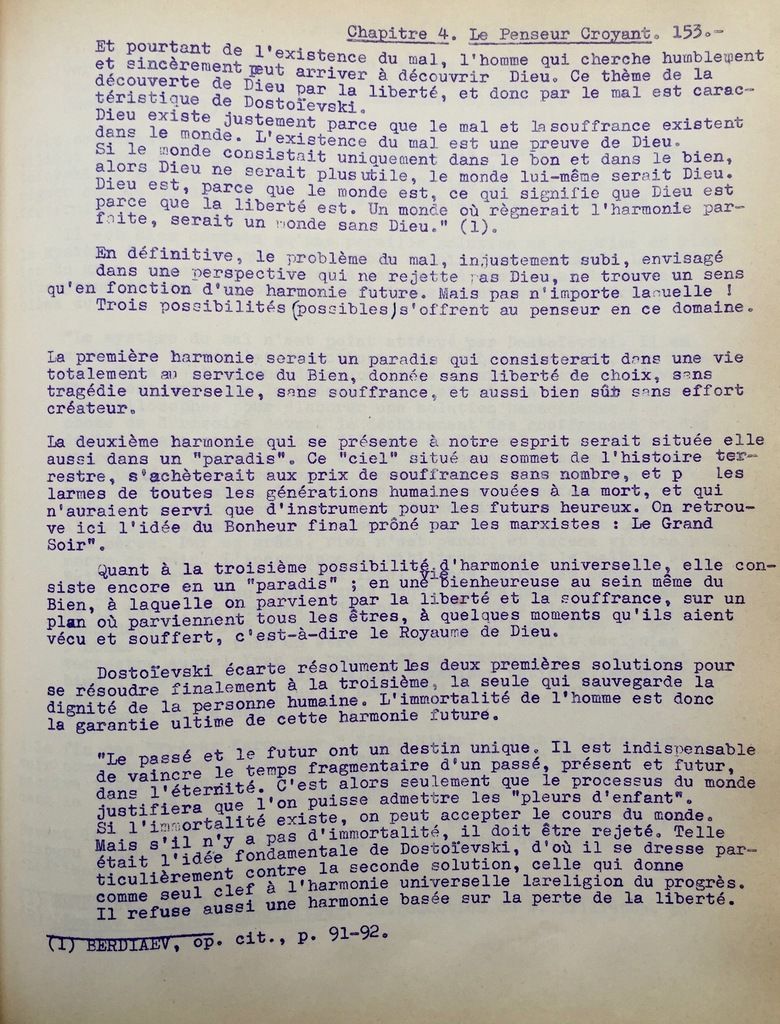 Chapitre 4. Le Penseur Croyant. 153.-
Et pourtant de l'existence du mal, l'homme qui cherche humblement
et sincèrement peut arriver à découvrir Dieu. Ce thème de la
découverte de Dieu par la liberté, et donc par le mal est carac-
téristique de Dostoïevski.
Dieu existe justement parce que le mal et lasouffrance existent
dans le monde. L'existence du mal est une preuve de Dieu.
Si le monde consistait uniquement dans le bon et dans le bien,
alors Dieu ne serait plusutile, le monde lui-même serait Dieu.
Dieu est, parce que le monde est, ce qui signifie que Dieu est
parce que la liberté est. Un monde où règnerait l'harmonie par-
faite, serait un monde sans Dieu." (1).
En définitive, le problème du mal, injustement subi, envisagé
dans une perspective qui ne rejette pas Dieu, ne trouve un sens
qu'en fonction d'une harmonie future. Mais pas n'importe laquelle !
Trois possibilités (possibles) s'offrent au penseur en ce domaine.
La première harmonie serait un paradis qui consisterait dans une vie
totalement au service du Bien, donnée sans liberté de choix, sans
tragédie universelle, sans souffrance, et aussi bien sûr sans effort
créateur.
La deuxième harmonie qui se présente à notre esprit serait située elle
aussi dans un "paradis". Ce "ciel" situé au sommet de l'histoire ter-
restre, s'achèterait aux prix de souffrances sans nombre, et p les
larmes de toutes les générations humaines vouées à la mort, et qui
n'auraient servi que d'instrument pour les futurs heureux. On retrou-
ve ici l'idée du Bonheur final prôné par les marxistes : Le Grand
Soir".
Quant à la troisième possibilité d'harmonie universelle, elle con-
siste encore en un "paradis" ; en une vie bienheureuse au sein même du
Bien, à laquelle on parvient par la liberté et la souffrance, sur un
plan où parviennent tous les êtres, à quelques moments qu'ils aient
vécu et souffert, c'est-à-dire le Royaume de Dieu.
Dostoïevski écarte résolument les deux premières solutions pour
se résoudre finalement à la troisième, la seule qui sauvegarde la
dignité de la personne humaine. L'immortalité de l'homme est donc
la garantie ultime de cette harmonie future.
"Le passé et le futur ont un destin unique. Il est indispensable
de vaincre le temps fragmentaire d'un passé, présent et futur,
dans l'éternité. C'est alors seulement que le processus du monde
justifiera que l'on puisse admettre les "pleurs d'enfant".
Si l'immortalité existe, on peut accepter le cours du monde.
Mais s'il n'y a pas d'immortalité, il doit être rejeté. Telle
était l'idée fondamentale de Dostoïevski, d'où il se dresse par-
ticulièrement contre la seconde solution, celle qui donne
comme seul clef à l'harmonie universelle lareligion du progrès.
Il refuse aussi une harmonie basée sur la perte de la liberté.
(1) BERDIAEV, op. cit., p. 91-92.